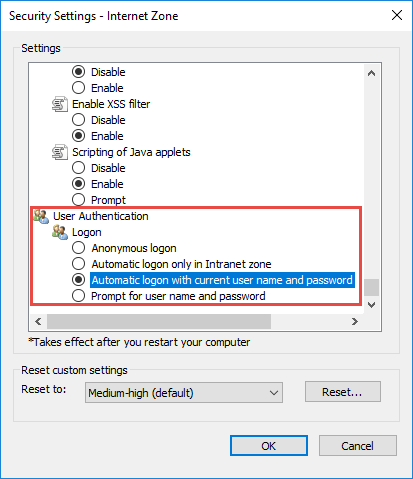 Security Settings - Internet Zone
Settings
Disable
Enable
Enable XSS filter
Disable
Enable
Scripting of Java applets
Disable
Enable
Prompt
User Authentication
Logon
Anonymous logon
Automatic logon only in Intranet zone
Automatic logon with current user name and password
Prompt for user name and password
*Takes effect after you restart your computer
Reset custom settings
Reset to: Medium-high (default) Reset...
OK Cancel